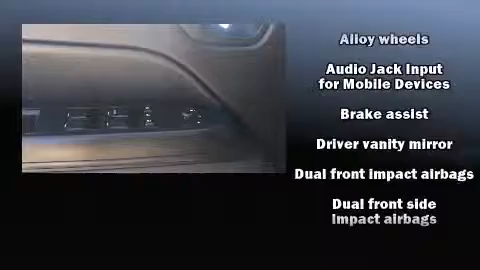 Alloy wheels
Audio Jack Input
for Mobile Devices
Brake assist
Driver vanity mirror
Dual front impact airbags
Dual front side
impact airbags